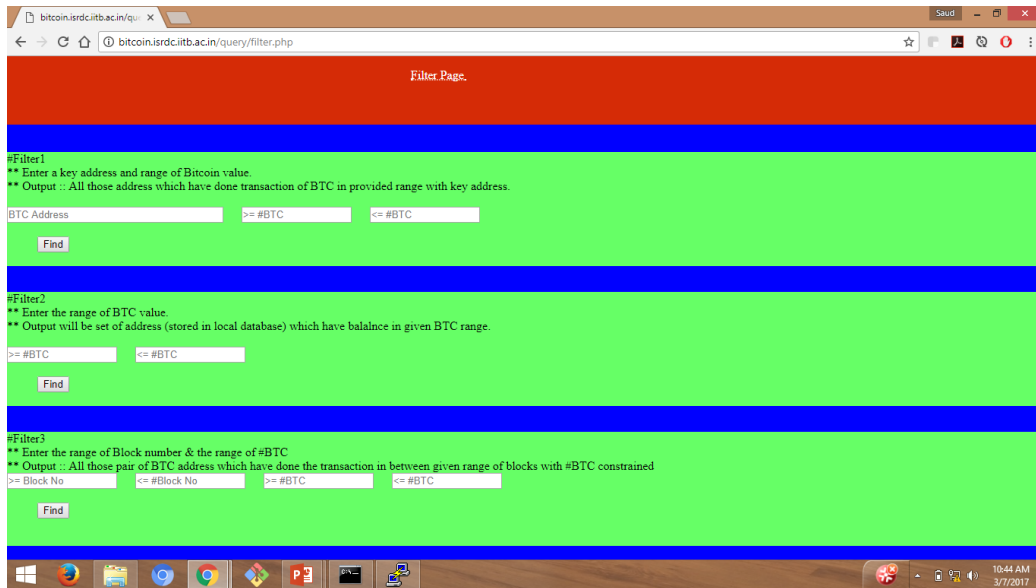 bitcoin.isrdc.iitb.ac.in/que
Saud
bitcoin.isrdc.iitb.ac.in/query/filter.php
Filter Page
#Filter1
** Enter a key address and range of Bitcoin value.
** Output :: All those address which have done transaction of BTC in provided range with key address.
BTC Address >= #BTC <= #BTC
Find
#Filter2
** Enter the range of BTC value.
** Output will be set of address (stored in local database) which have balalnce in given BTC range.
>= #BTC <= #BTC
Find
#Filter3
** Enter the range of Block number & the range of #BTC
** Output :: All those pair of BTC address which have done the transaction in between given range of blocks with #BTC constrained
>= Block No <= #Block No >= #BTC <= #BTC
Find
10:44 AM
3/7/2017